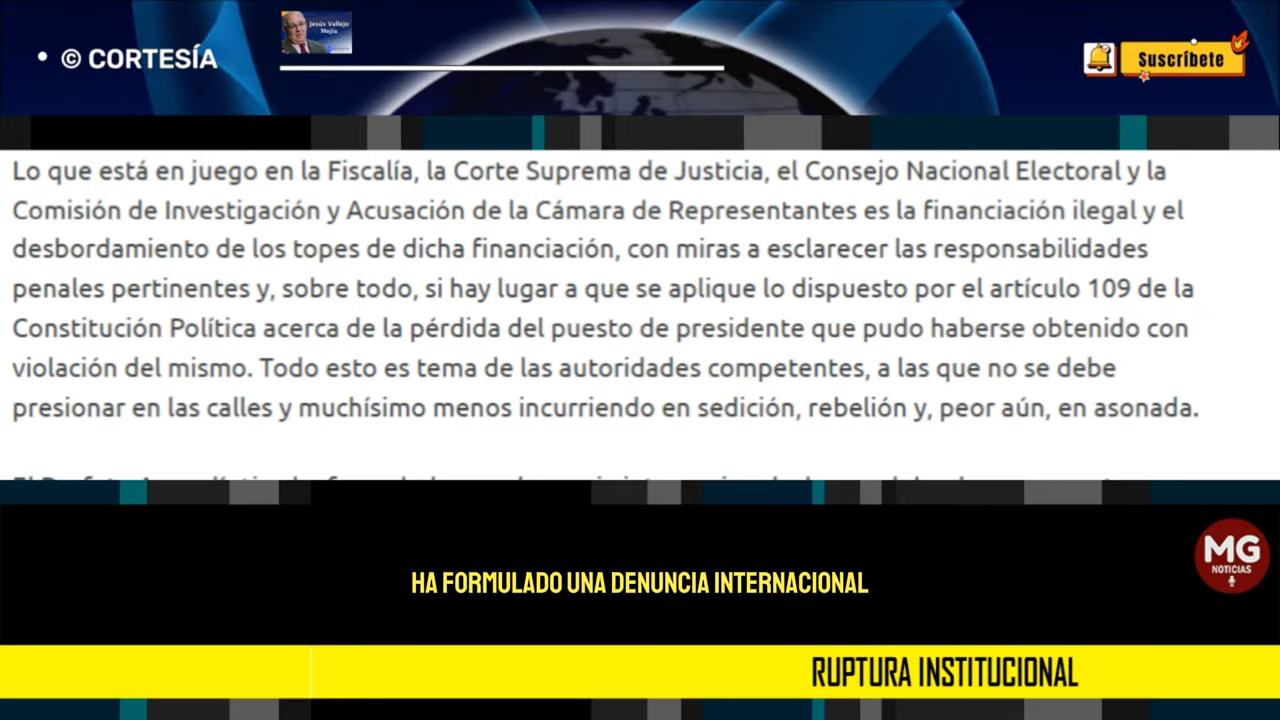 • © CORTESÍA
Jesús Vallejo
Mejía
Suscríbete
Lo que está en juego en la Fiscalía, la Corte Suprema de Justicia, el Consejo Nacional Electoral y la
Comisión de Investigación y Acusación de la Cámara de Representantes es la financiación ilegal y el
desbordamiento de los topes de dicha financiación, con miras a esclarecer las responsabilidades
penales pertinentes y, sobre todo, si hay lugar a que se aplique lo dispuesto por el artículo 109 de la
Constitución Política acerca de la pérdida del puesto de presidente que pudo haberse obtenido con
violación del mismo. Todo esto es tema de las autoridades competentes, a las que no se debe
presionar en las calles y muchísimo menos incurriendo en sedición, rebelión y, peor aún, en asonada.
HA FORMULADO UNA DENUNCIA INTERNACIONAL
MG
NOTICIAS
RUPTURA INSTITUCIONAL